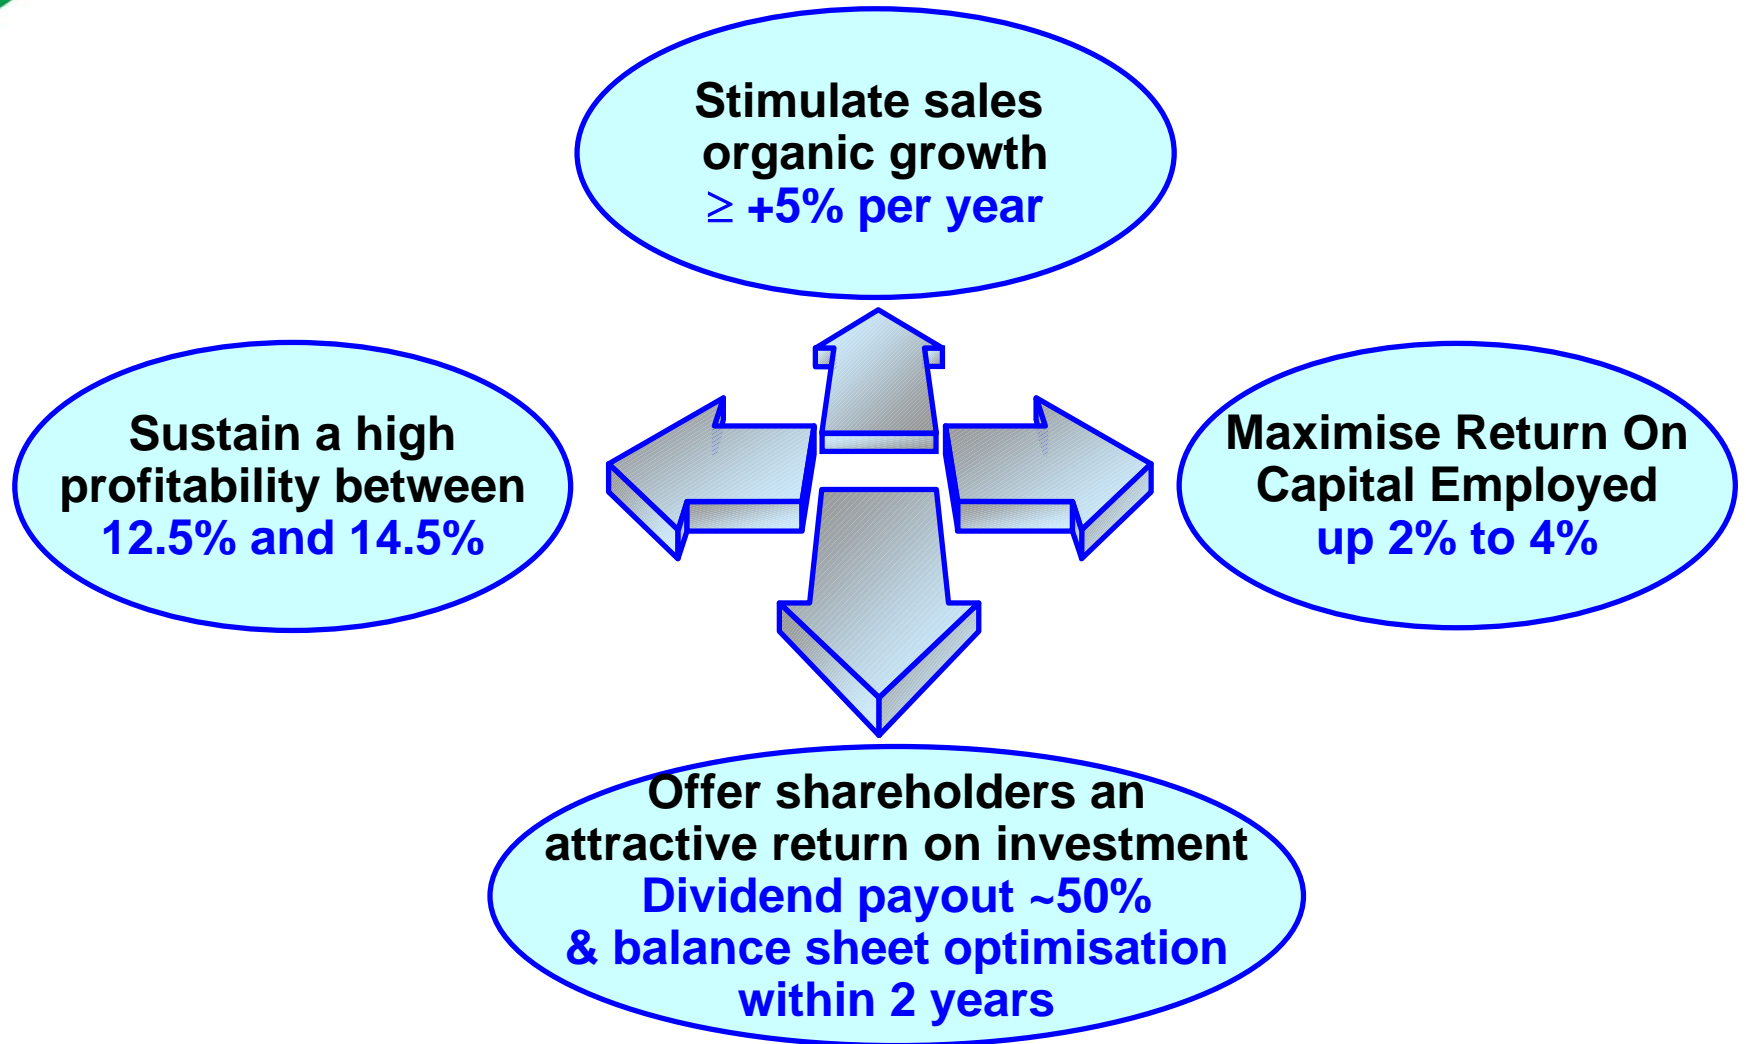 Stimulate sales
organic growth
≥ +5% per year
Sustain a high
profitability between
12.5% and 14.5%
Maximise Return On
Capital Employed
up 2% to 4%
Offer shareholders an
attractive return on investment
Dividend payout ~50%
& balance sheet optimisation
within 2 years